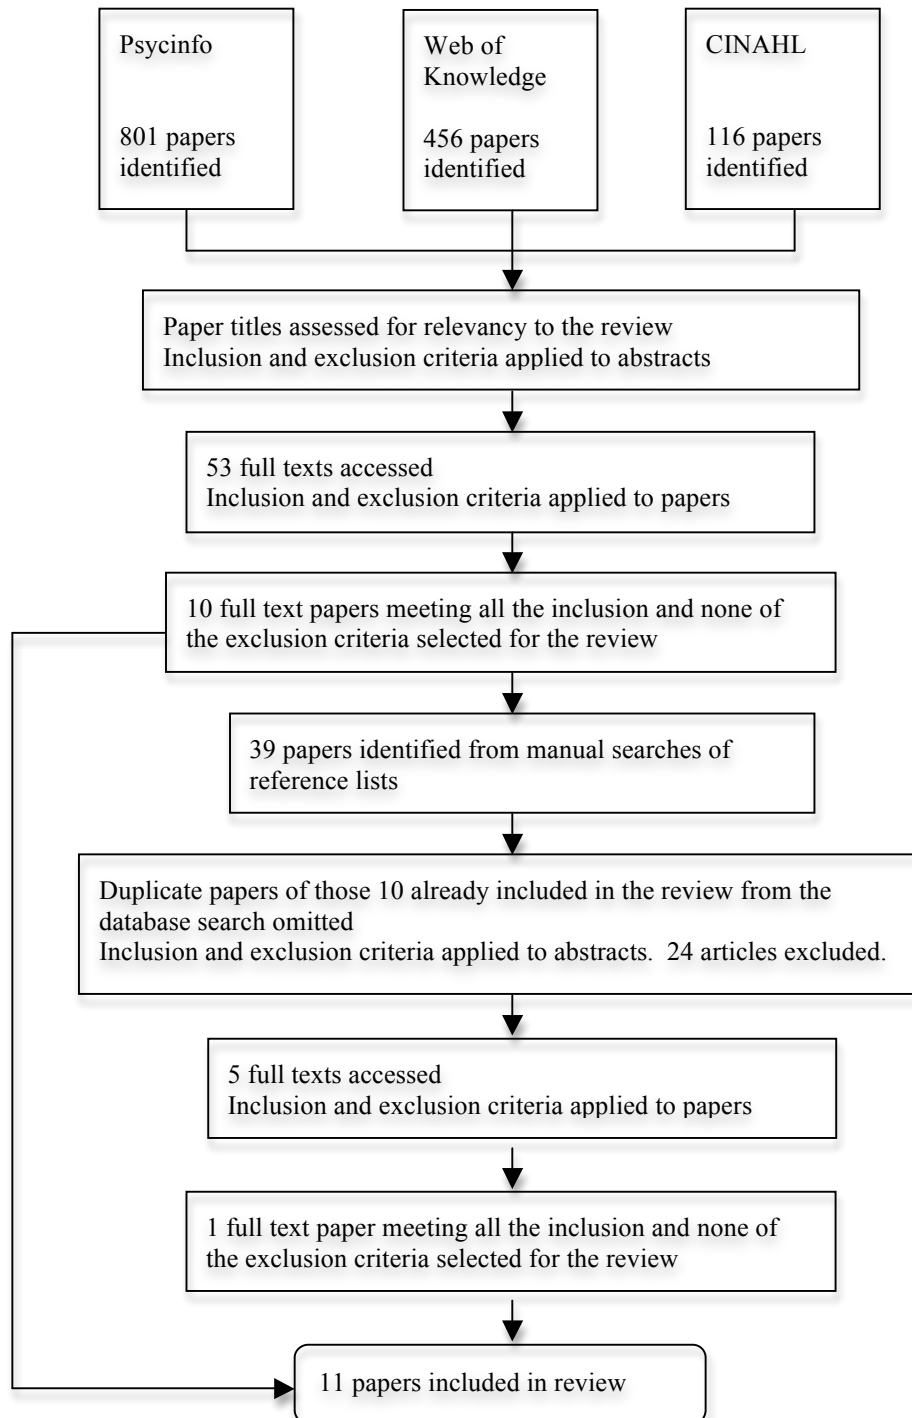 Psycinfo
801 papers
identified
Web of
Knowledge
456 papers
identified
CINAHL
116 papers
identified
Paper titles assessed for relevancy to the review
Inclusion and exclusion criteria applied to abstracts
53 full texts accessed
Inclusion and exclusion criteria applied to papers
10 full text papers meeting all the inclusion and none of
the exclusion criteria selected for the review
39 papers identified from manual searches of
reference lists
Duplicate papers of those 10 already included in the review from the
database search omitted
Inclusion and exclusion criteria applied to abstracts.  24 articles excluded.
5 full texts accessed
Inclusion and exclusion criteria applied to papers
1 full text paper meeting all the inclusion and none of
the exclusion criteria selected for the review
11 papers included in review